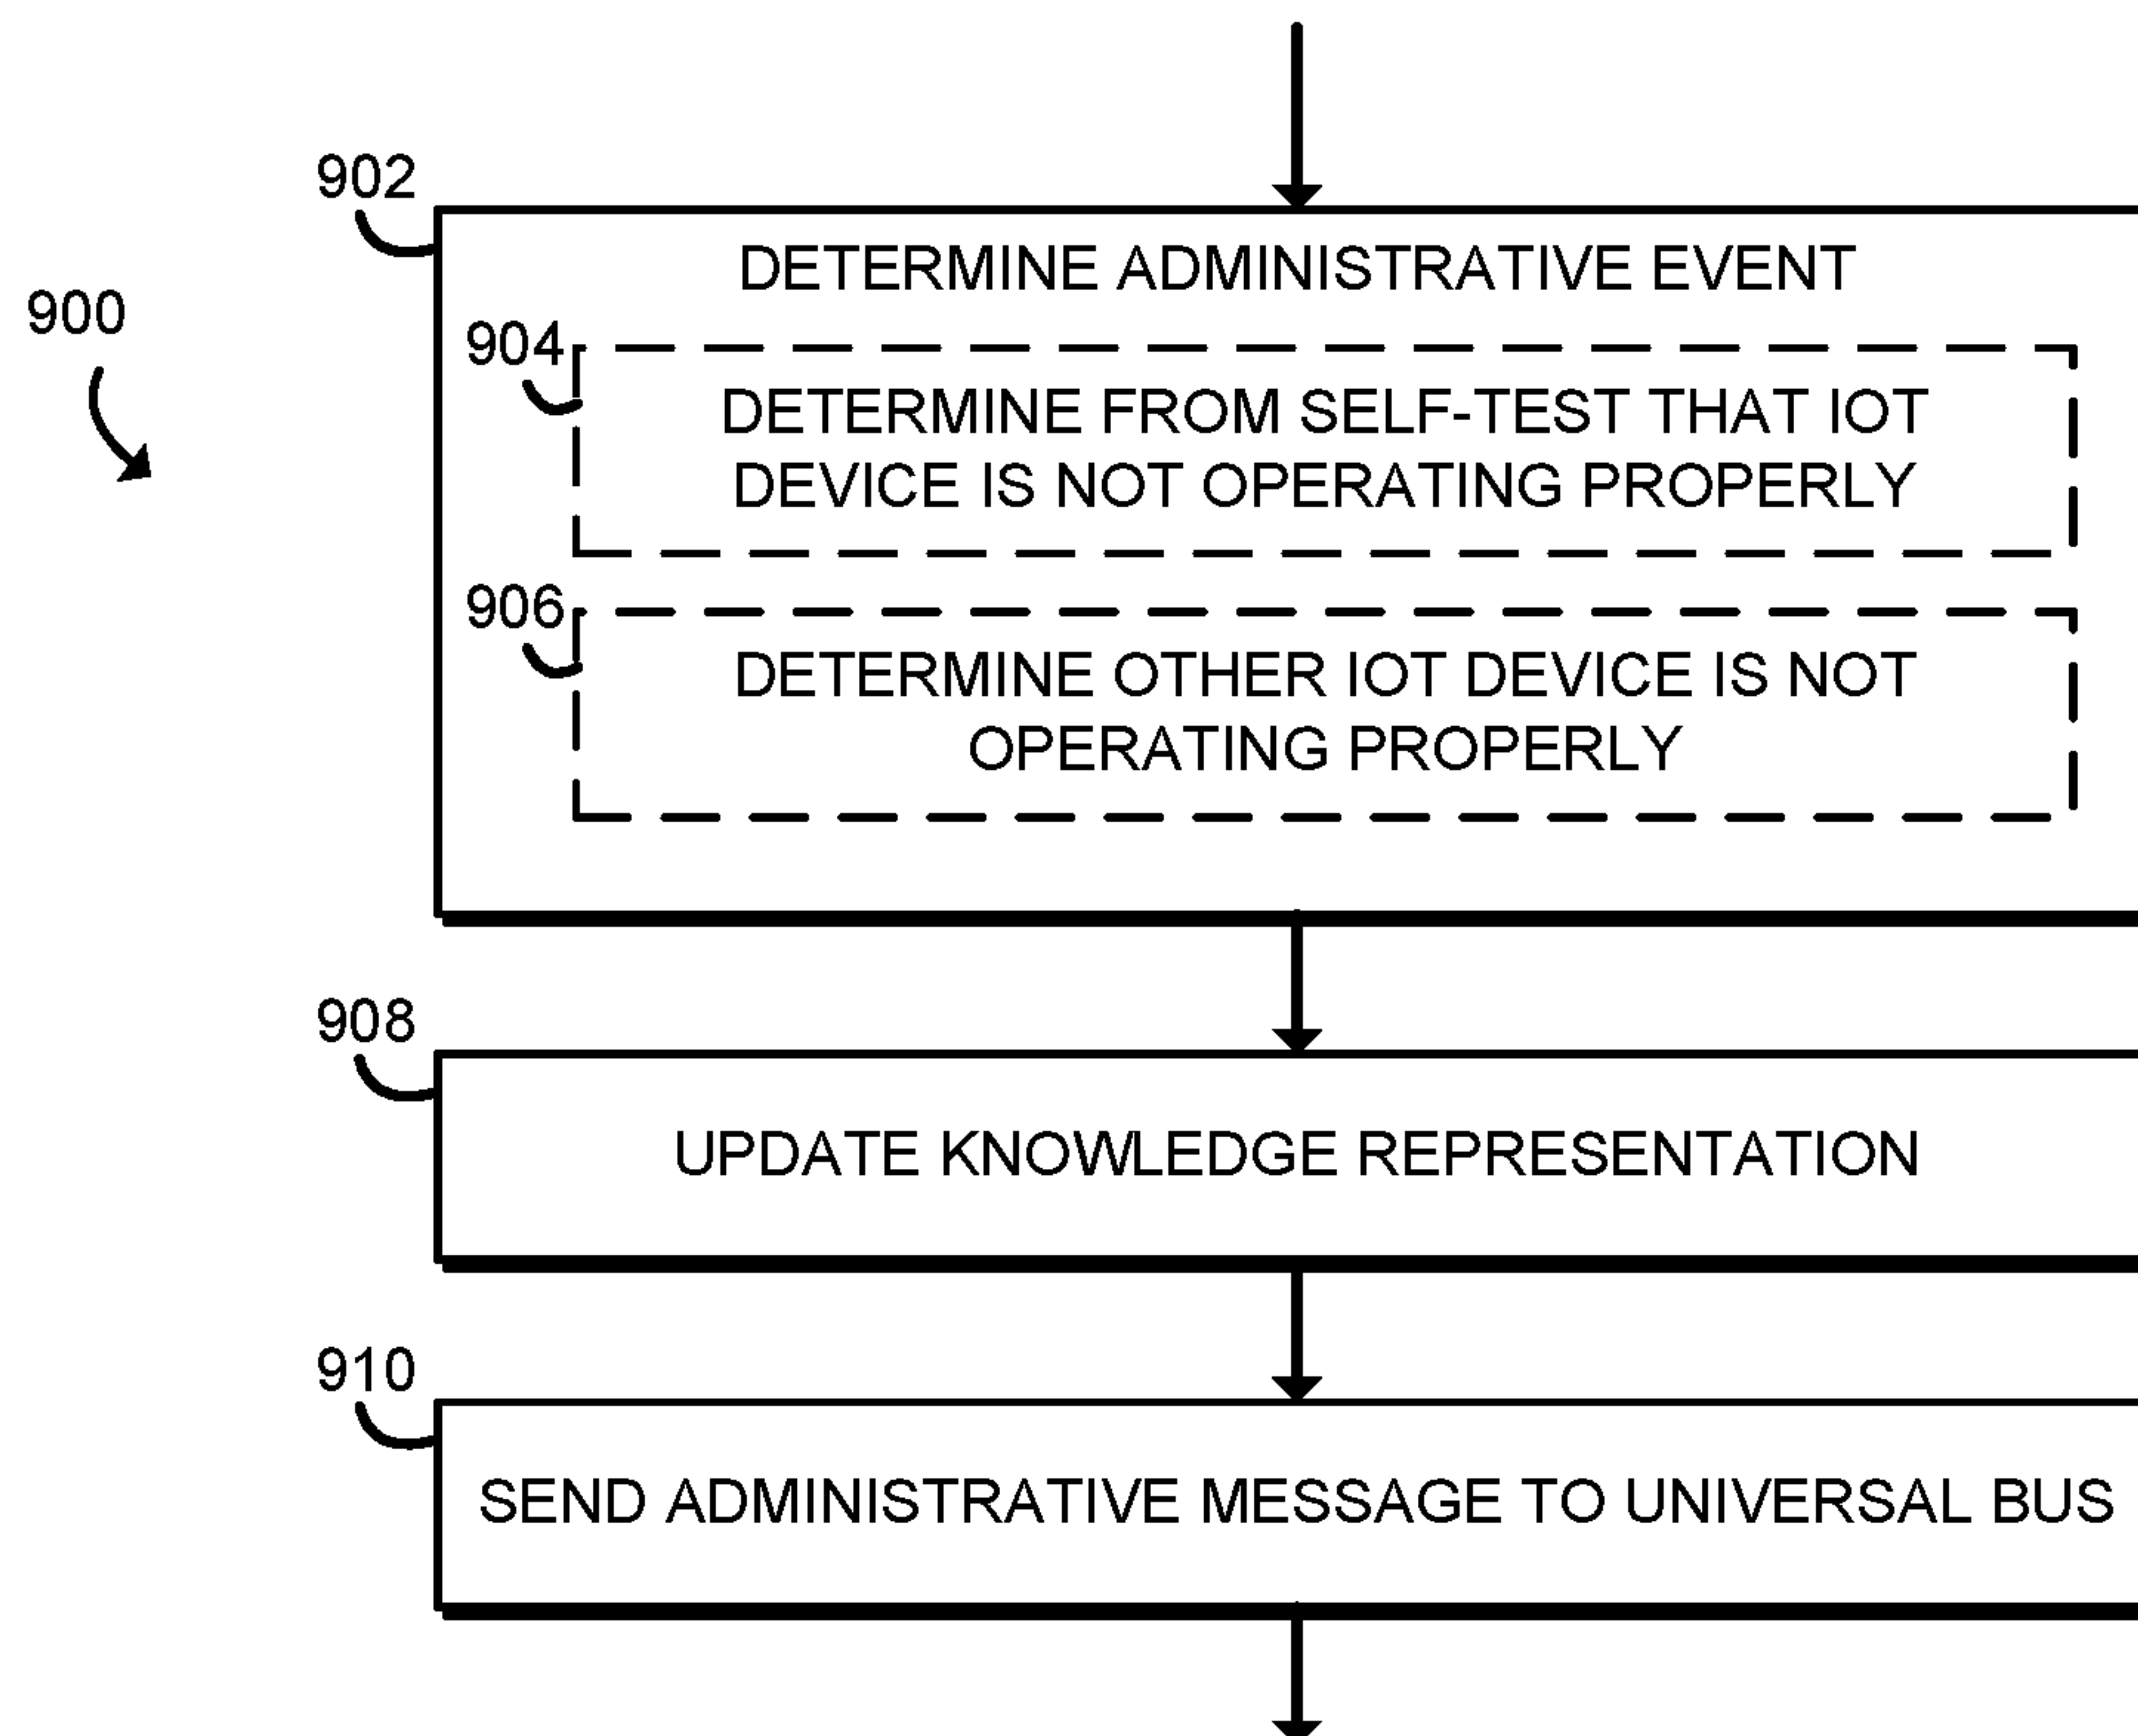 902
DETERMINE ADMINISTRATIVE EVENT
900
904
DETERMINE FROM SELF-TEST THAT IOT
DEVICE IS NOT OPERATING PROPERLY
906
DETERMINE OTHER IOT DEVICE IS NOT
OPERATING PROPERLY
908
UPDATE KNOWLEDGE REPRESENTATION
910
SEND ADMINISTRATIVE MESSAGE TO UNIVERSAL BUS